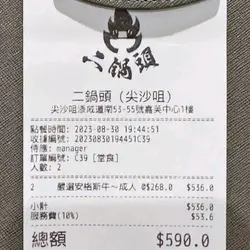 二鍋頭
二鍋頭 (尖沙咀)
尖沙咀漆咸道南53-55號嘉芙中心1樓
點餐時間: 2023-08-30 19:44:51
收據編號: 20230830194451C39
侍應: manager
訂單編號: C39 [堂食]
人數: 2
2 嚴選安格斯牛~成人 @$268.0 $536.0
小計 $536.0
服務費(10%) $53.6
總額 $590.0